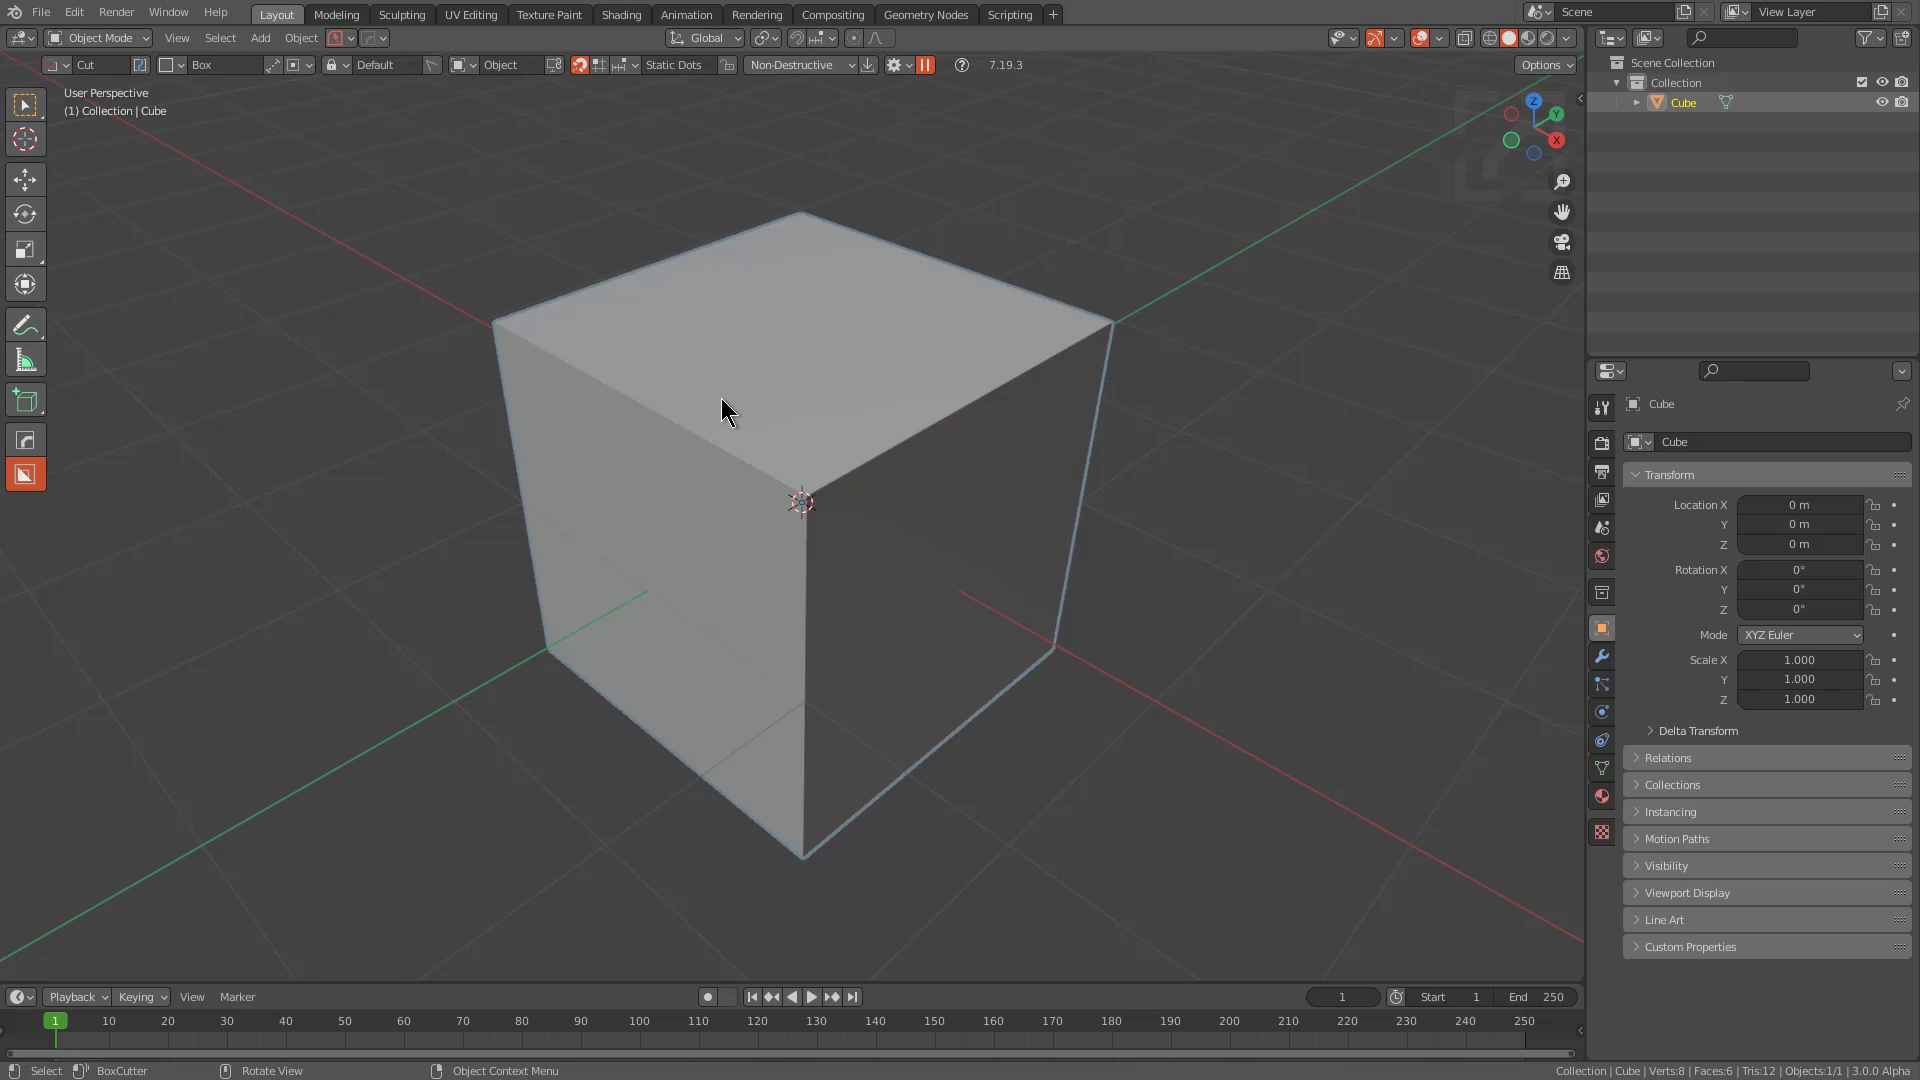 File Edit Render Window Help Layout Modeling Sculpting UV Editing Texture Paint Shading Animation Rendering Compositing Geometry Nodes Scripting + Scene View Layer
Object Mode View Select Add Object Global
Cut Box Default Object Static Dots Non-Destructive 7.19.3 Options
User Perspective
(1) Collection | Cube
Z
Y
X
Scene Collection
Collection
Cube
Cube
Cube
Transform
Location X 0 m
Y 0 m
Z 0 m
Rotation X 0°
Y 0°
Z 0°
Mode XYZ Euler
Scale X 1.000
Y 1.000
Z 1.000
Delta Transform
Relations
Collections
Instancing
Motion Paths
Visibility
Viewport Display
Line Art
Custom Properties
Playback Keying View Marker 1 Start 1 End 250
1 10 20 30 40 50 60 70 80 90 100 110 120 130 140 150 160 170 180 190 200 210 220 230 240 250
Select BoxCutter Rotate View Object Context Menu Collection | Cube | Verts:8 | Faces:6 | Tris:12 | Objects:1/1 | 3.0.0 Alpha